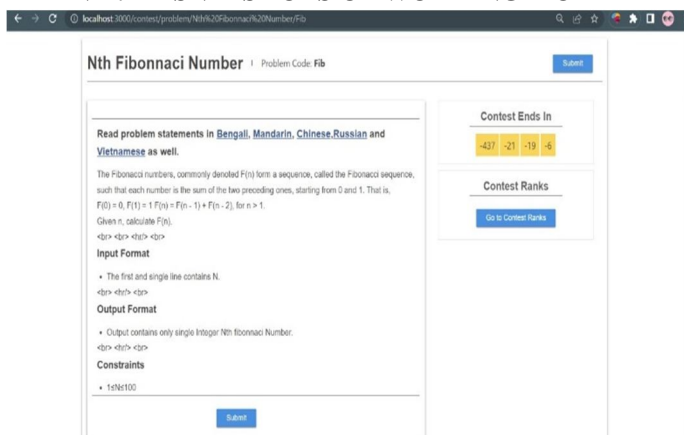 localhost:3000/contest/problem/Nth%20Fibonnaci%20Number/Fib
Nth Fibonnaci Number | Problem Code: Fib
Submit
Read problem statements in Bengali, Mandarin, Chinese,Russian and
Vietnamese as well.
The Fibonacci numbers, commonly denoted F(n) form a sequence, called the Fibonacci sequence,
such that each number is the sum of the two preceding ones, starting from 0 and 1. That is,
F(0) = 0, F(1) = 1 F(n) = F(n - 1) + F(n - 2), for n > 1.
Given n, calculate F(n).
<br> <br> <hr/> <br>
Input Format
• The first and single line contains N.
<br> <hr/> <br>
Output Format
• Output contains only single Integer Nth fibonnaci Number.
<br> <hr/> <br>
Constraints
• 1≤N≤100
Submit
Contest Ends In
-437 -21 -19 -6
Contest Ranks
Go to Contest Ranks